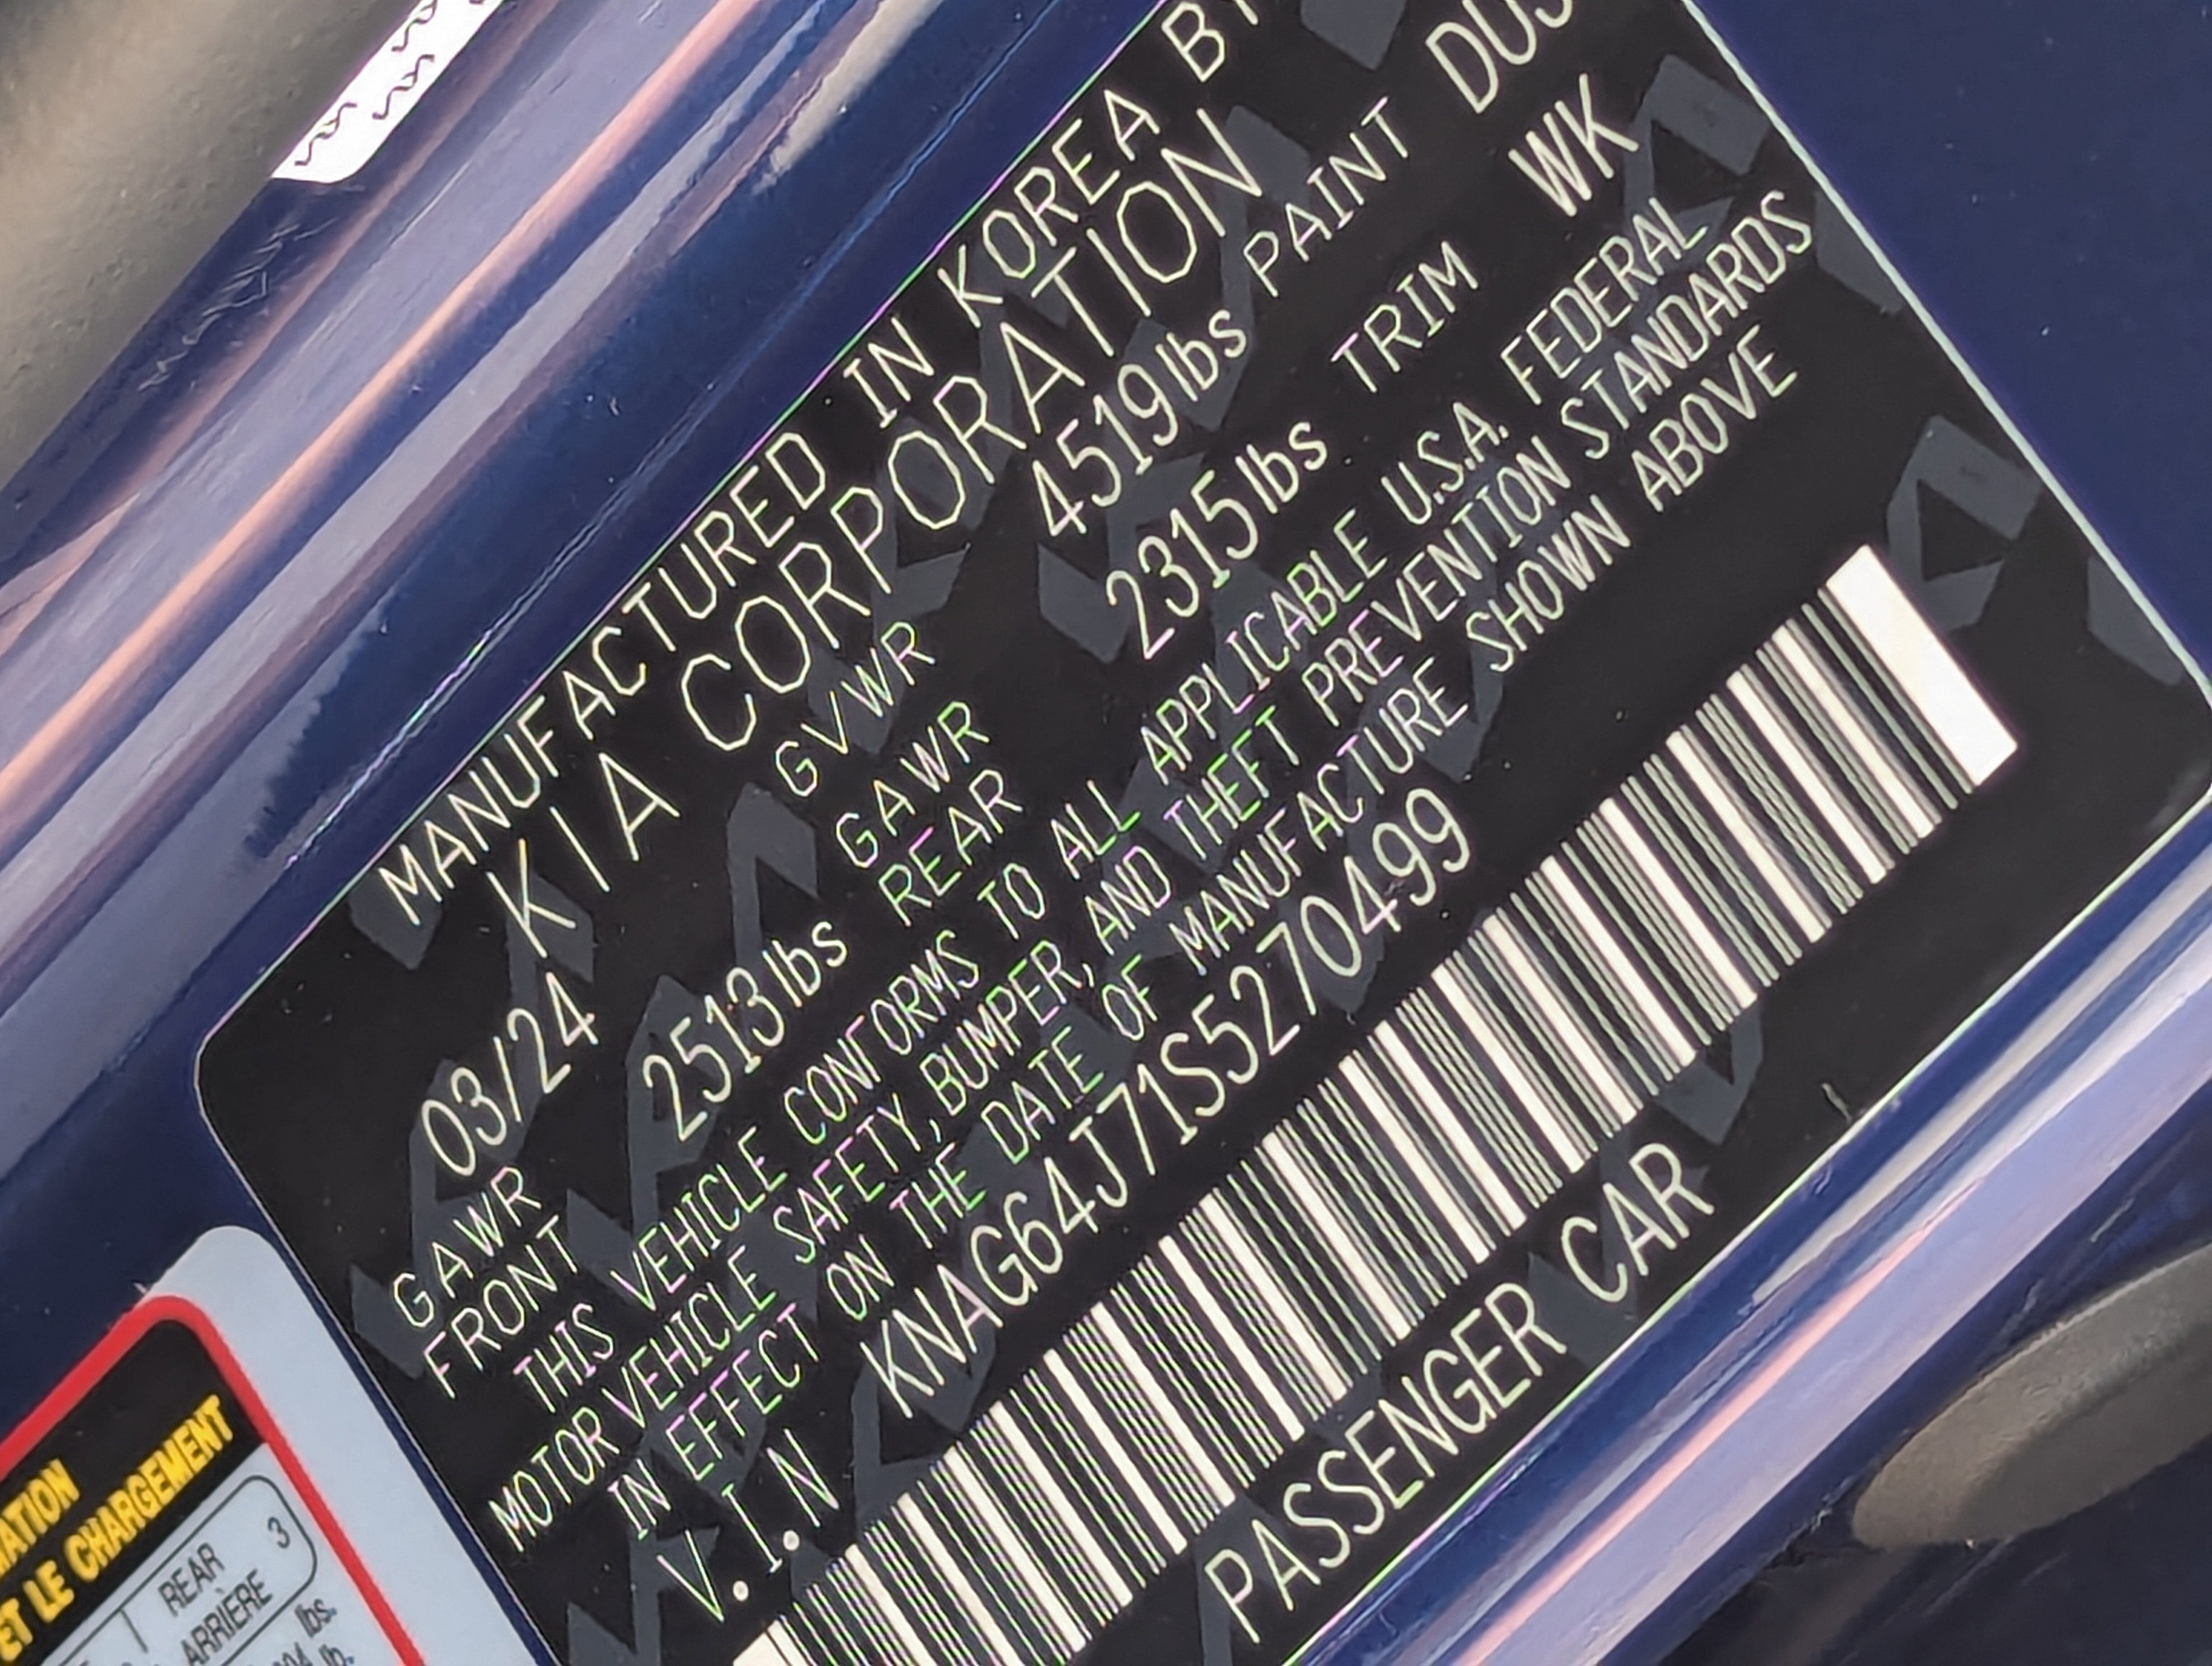 MANUFACTURED IN KOREA BY
KIA CORPORATION
03/24 GVWR 4519lbs PAINT
GAWR FRONT 2513lbs GAWR REAR 2315lbs TRIM WK
THIS VEHICLE CONFORMS TO ALL APPLICABLE U.S.A. FEDERAL
MOTOR VEHICLE SAFETY, BUMPER, AND THEFT PREVENTION STANDARDS
IN EFFECT ON THE DATE OF MANUFACTURE SHOWN ABOVE
V.I.N KNAG64J71S5270499
PASSENGER CAR
ET LE CHARGEMENT
REAR 3
ARRIÈRE
lbs.
lb.